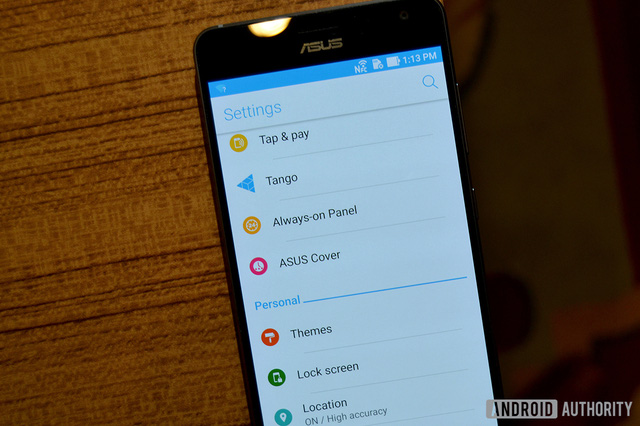 ASUS
1:13 PM
Settings
Tap & pay
Tango
Always-on Panel
24
ASUS Cover
Personal
Themes
Lock screen
Location
ON / High accuracy
ANDROID AUTHORITY